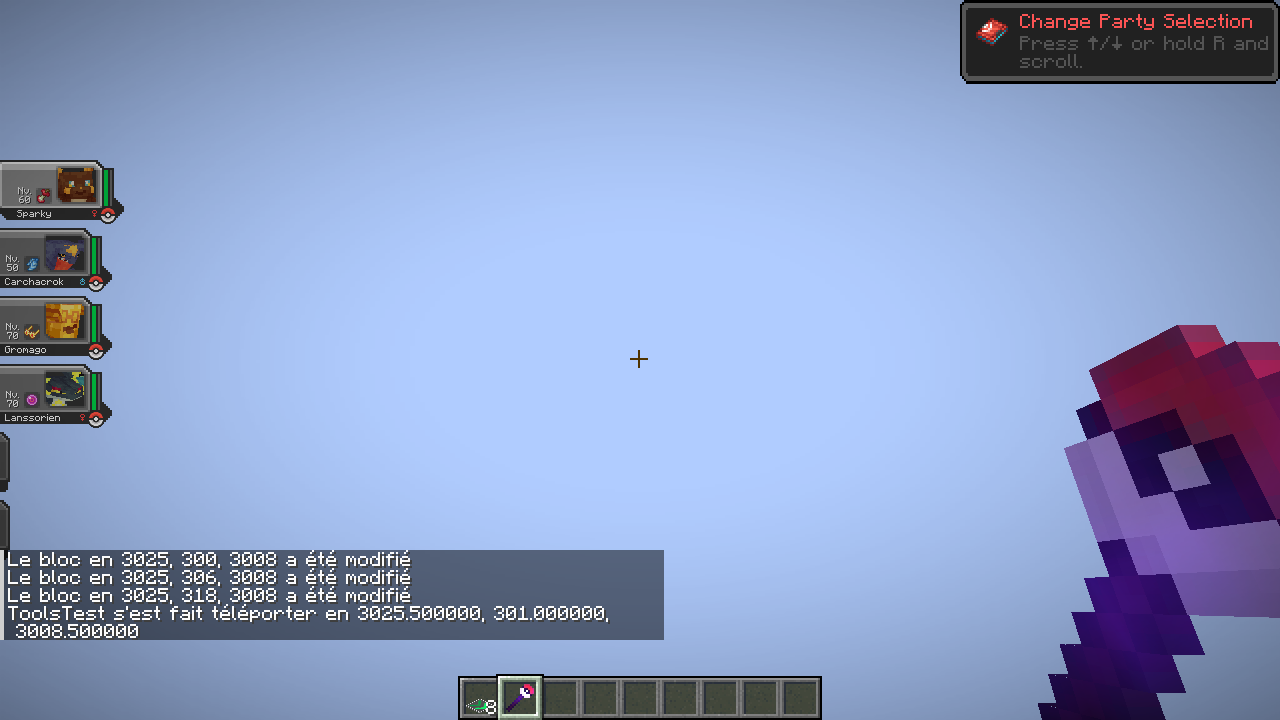 Change Party Selection
Press ↑/↓ or hold R and
scroll.
Nv.
60
Sparky
Nv.
50
Carchacrok
Nv.
70
Gromago
Nv.
70
Lanssorien
Le bloc en 3025, 300, 3008 a été modifié
Le bloc en 3025, 306, 3008 a été modifié
Le bloc en 3025, 318, 3008 a été modifié
ToolsTest s'est fait téléporter en 3025.500000, 301.000000,
3008.500000
8